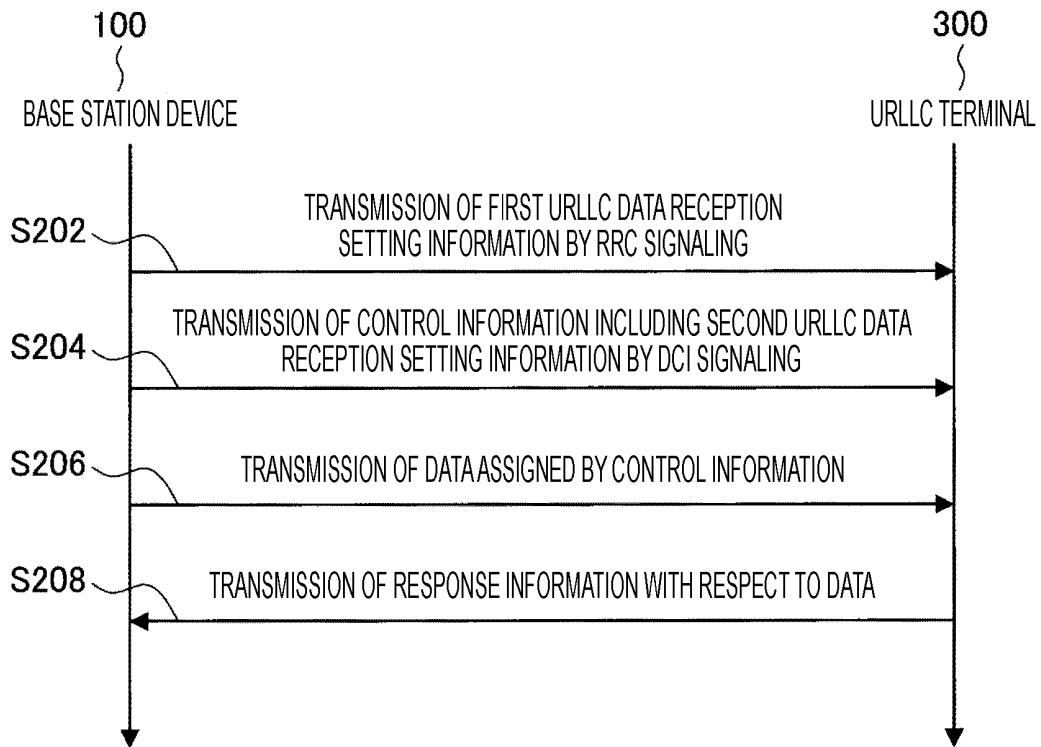 100
300
BASE STATION DEVICE
URLLC TERMINAL
TRANSMISSION OF FIRST URLLC DATA RECEPTION
SETTING INFORMATION BY RRC SIGNALING
S202
TRANSMISSION OF CONTROL INFORMATION INCLUDING SECOND URLLC DATA
RECEPTION SETTING INFORMATION BY DCI SIGNALING
S204
S206
TRANSMISSION OF DATA ASSIGNED BY CONTROL INFORMATION
S208
TRANSMISSION OF RESPONSE INFORMATION WITH RESPECT TO DATA